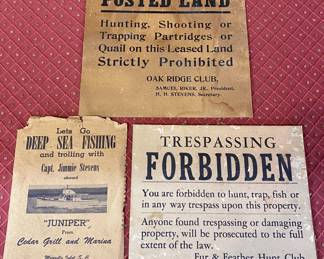 POSTED LAND
Hunting, Shooting or
Trapping Partridges or
Quail on this Leased Land
Strictly Prohibited
OAK RIDGE CLUB,
SAMUEL RIKER, JR., President.
H. H. STEVENS, Secretary.
Lets Go
DEEP SEA FISHING
and trolling with
Capt. Jimmie Stevens
aboard
"JUNIPER"
From
Cedar Grill and Marina
Murrells Inlet S. C.
TRESPASSING
FORBIDDEN
You are forbidden to hunt, trap, fish or
in any way trespass upon this property.
Anyone found trespassing or damaging
property, will be prosecuted to the full
extent of the law.
Fur & Feather Hunt Club